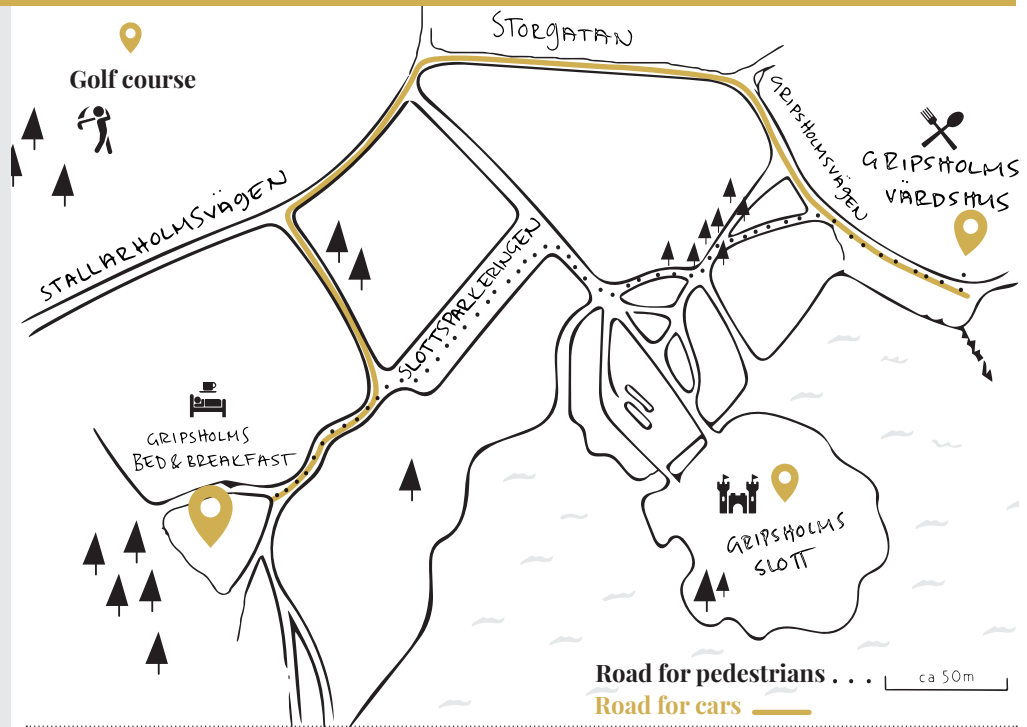 STORGATAN
Golf course
GRIPSHOLMSVÄGEN
GRIPSHOLMS
VÄRDSHUS
STALLARHOLMSVÄGEN
SLOTTSPARKERINGEN
GRIPSHOLMS
BED & BREAKFAST
GRIPSHOLMS
SLOTT
Road for pedestrians . . .
ca 50m
Road for cars